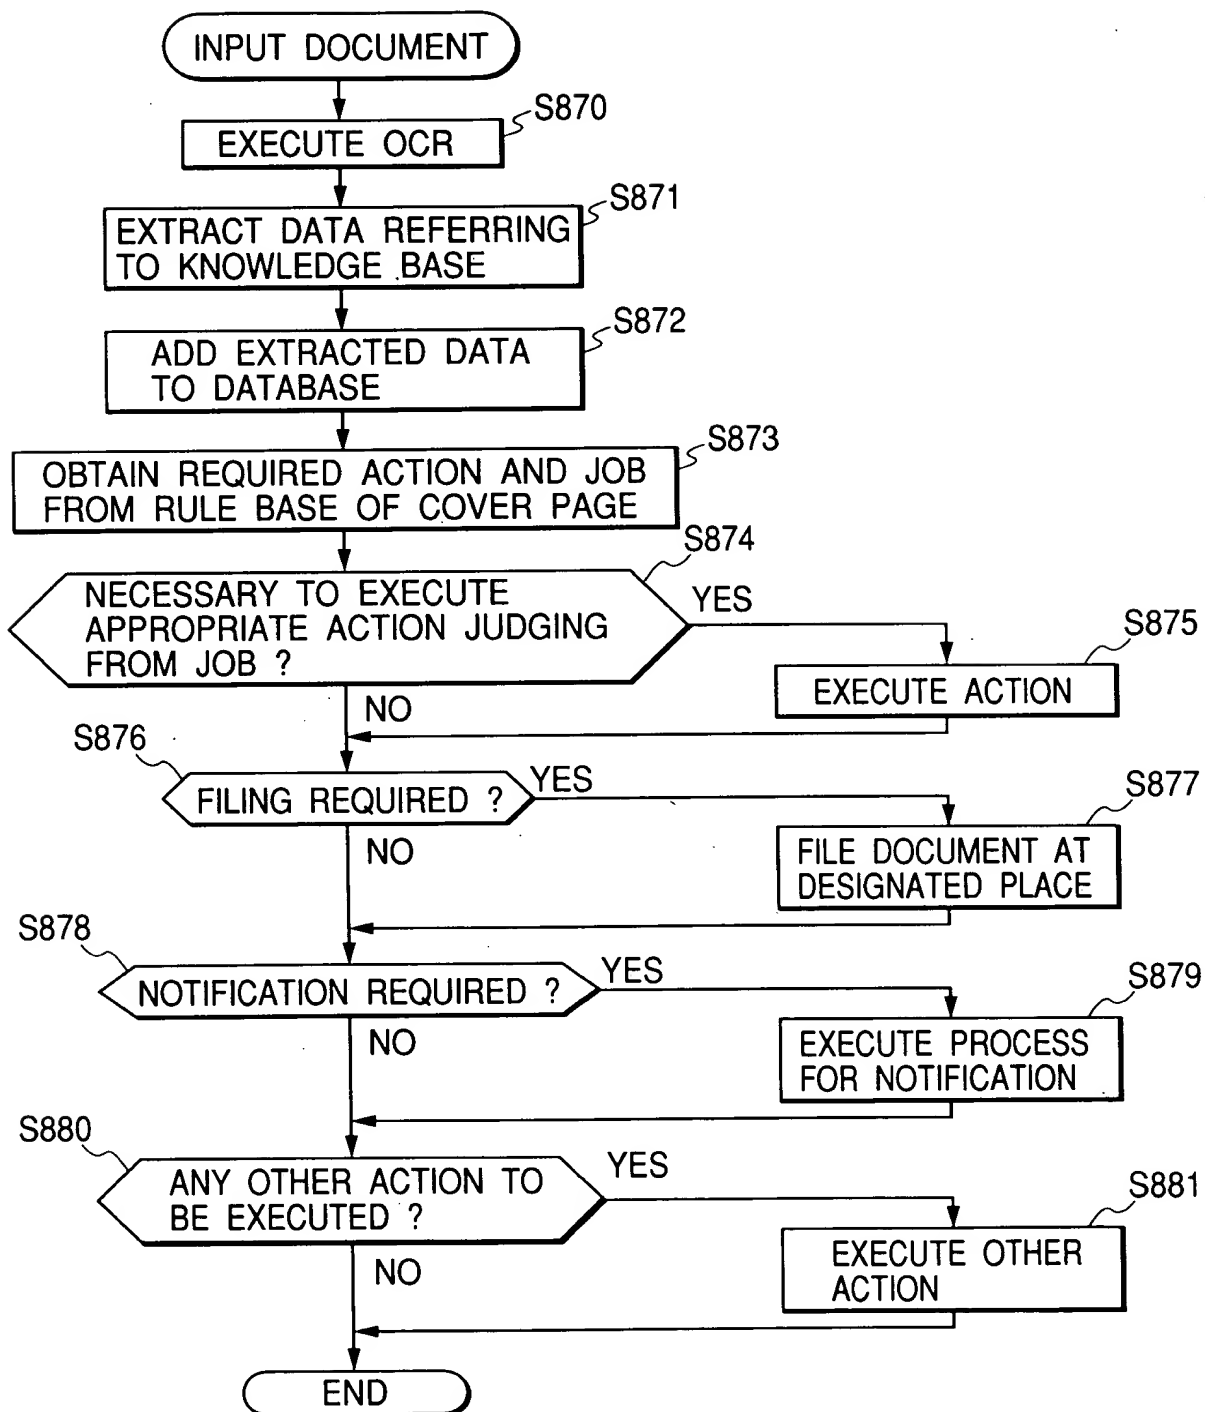 INPUT DOCUMENT
S870
EXECUTE OCR
S871
EXTRACT DATA REFERRING
TO KNOWLEDGE BASE
S872
ADD EXTRACTED DATA
TO DATABASE
S873
OBTAIN REQUIRED ACTION AND JOB
FROM RULE BASE OF COVER PAGE
S874
NECESSARY TO EXECUTE
APPROPRIATE ACTION JUDGING
FROM JOB ?
YES
S875
EXECUTE ACTION
NO
S876
FILING REQUIRED ?
YES
S877
FILE DOCUMENT AT
DESIGNATED PLACE
NO
S878
NOTIFICATION REQUIRED ?
YES
S879
EXECUTE PROCESS
FOR NOTIFICATION
NO
S880
ANY OTHER ACTION TO
BE EXECUTED ?
YES
S881
EXECUTE OTHER
ACTION
NO
END